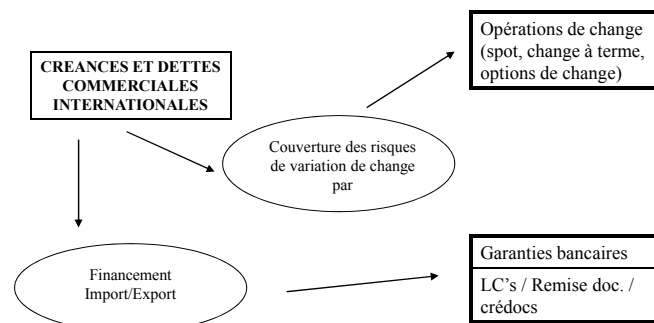 CREANCES ET DETTES
COMMERCIALES
INTERNATIONALES
Opérations de change
(spot, change à terme,
options de change)
Couverture des risques
de variation de change
par
Financement
Import/Export
Garanties bancaires
LC's / Remise doc. /
crédocs